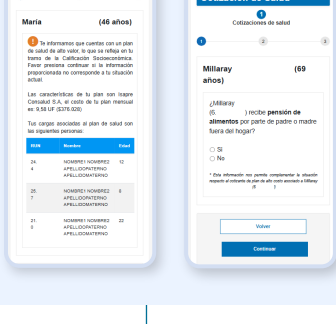 María (46 años)
Te informamos que cuentas con un plan
de salud de alto valor, lo que se refleja en tu
tramo de la Calificación Socioeconómica.
Favor presiona continuar si la información
proporcionada no corresponde a tu situación
actual.
Las características de tu plan son Isapre
Consalud S.A, el costo de tu plan mensual
es: 9,58 UF ($376.028)
Tus cargas asociadas al plan de salud son
las siguientes personas:
RUN Nombre Edad
24. NOMBRE1 NOMBRE2 12
4 APELLIDOPATERNO
APELLIDOMATERNO
NOMBRE1 NOMBRE2 8
7 APELLIDOPATERNO
APELLIDOMATERNO
21. NOMBRE1 NOMBRE2 22
APELLIDOPATERNO
APELLIDOMATERNO
1
Cotizaciones de salud
1 2 3
Millaray (69
años)
¿Millaray
(6. ) recibe pensión de
alimentos por parte de padre o madre
fuera del hogar?
Si
No
* Esta información nos permite complementar la situación
respecto al cotizante de plan de alto costo asociado a Millaray
Volver
Continuar